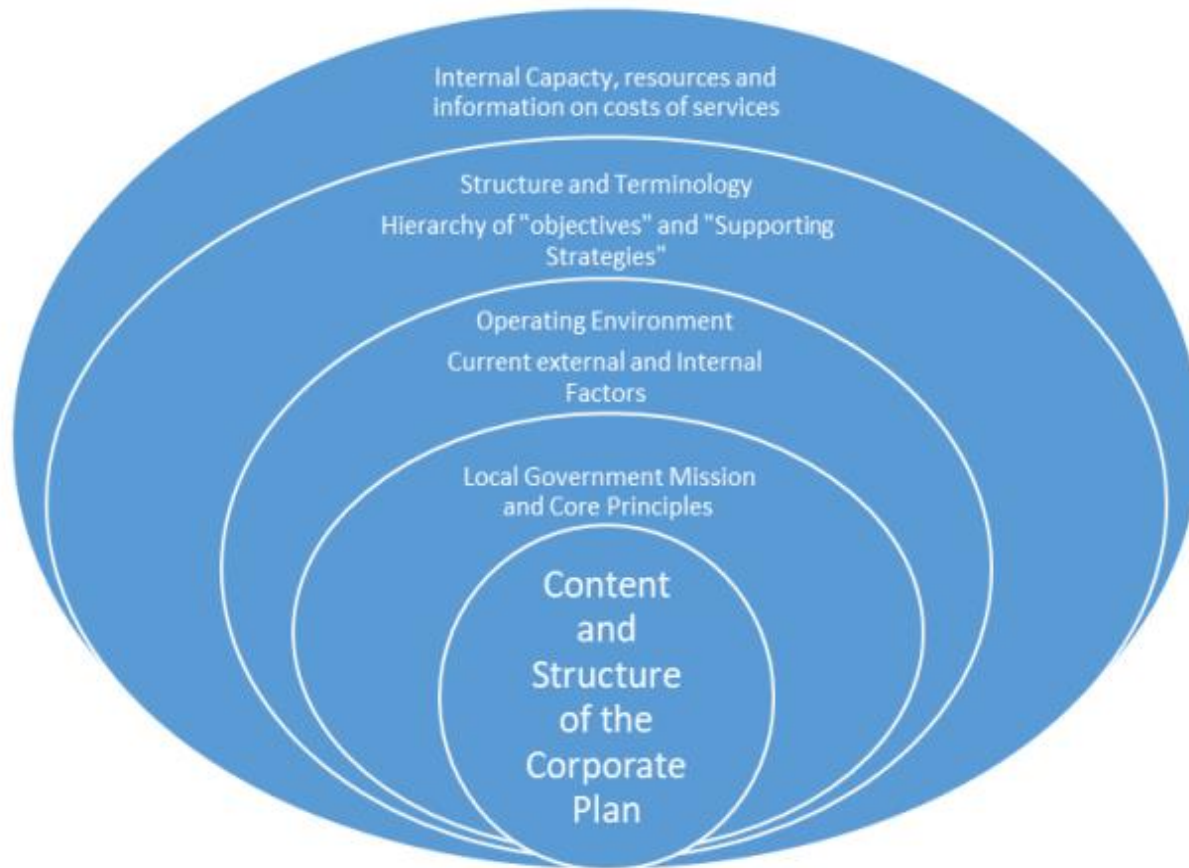 Internal Capacty, resources and
information on costs of services
Structure and Terminology
Hierarchy of "objectives" and "Supporting
Strategies"
Operating Environment
Current external and Internal
Factors
Local Government Mission
and Core Principles
Content
and
Structure
of the
Corporate
Plan